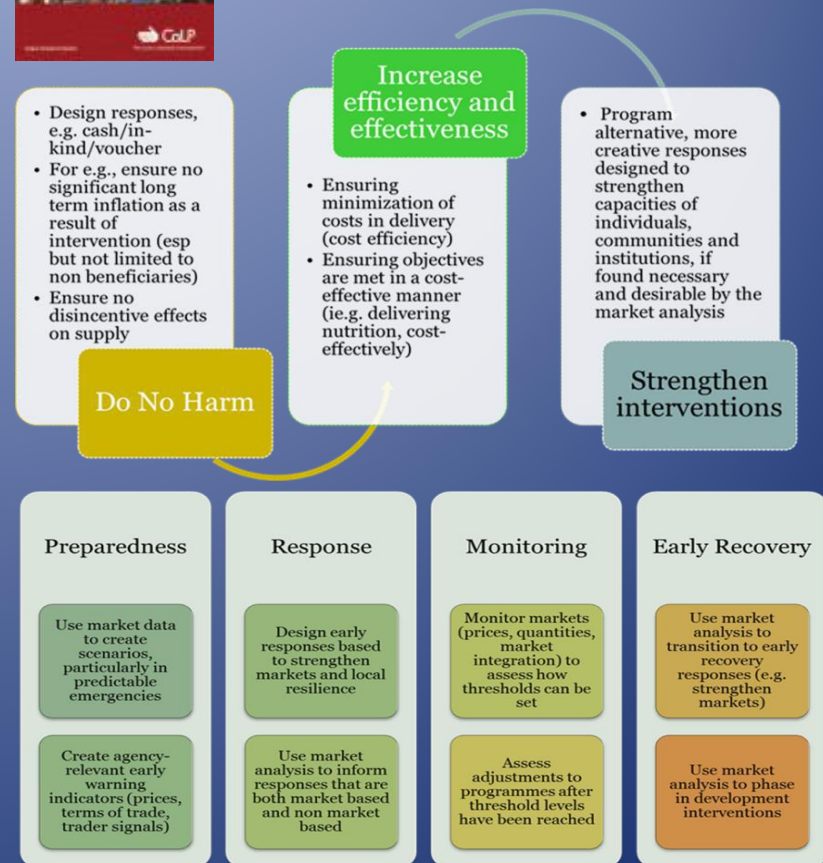 CaLP
• Design responses,
e.g. cash/in-
kind/voucher
• For e.g., ensure no
significant long
term inflation as a
result of
intervention (esp
but not limited to
non beneficiaries)
• Ensure no
disincentive effects
on supply
Do No Harm
Increase
efficiency and
effectiveness
• Ensuring
minimization of
costs in delivery
(cost efficiency)
• Ensuring objectives
are met in a cost-
effective manner
(ie.g. delivering
nutrition, cost-
effectively)
• Program
alternative, more
creative responses
designed to
strengthen
capacities of
individuals,
communities and
institutions, if
found necessary
and desirable by the
market analysis
Strengthen
interventions
Preparedness
Use market data
to create
scenarios,
particularly in
predictable
emergencies
Create agency-
relevant early
warning
indicators (prices,
terms of trade,
trader signals)
Response
Design early
responses based
to strengthen
markets and local
resilience
Use market
analysis to inform
responses that are
both market based
and non market
based
Monitoring
Monitor markets
(prices, quantities,
market
integration) to
assess how
thresholds can be
set
Assess
adjustments to
programmes after
threshold levels
have been reached
Early Recovery
Use market
analysis to
transition to early
recovery
responses (e.g.
strengthen
markets)
Use market
analysis to phase
in development
interventions